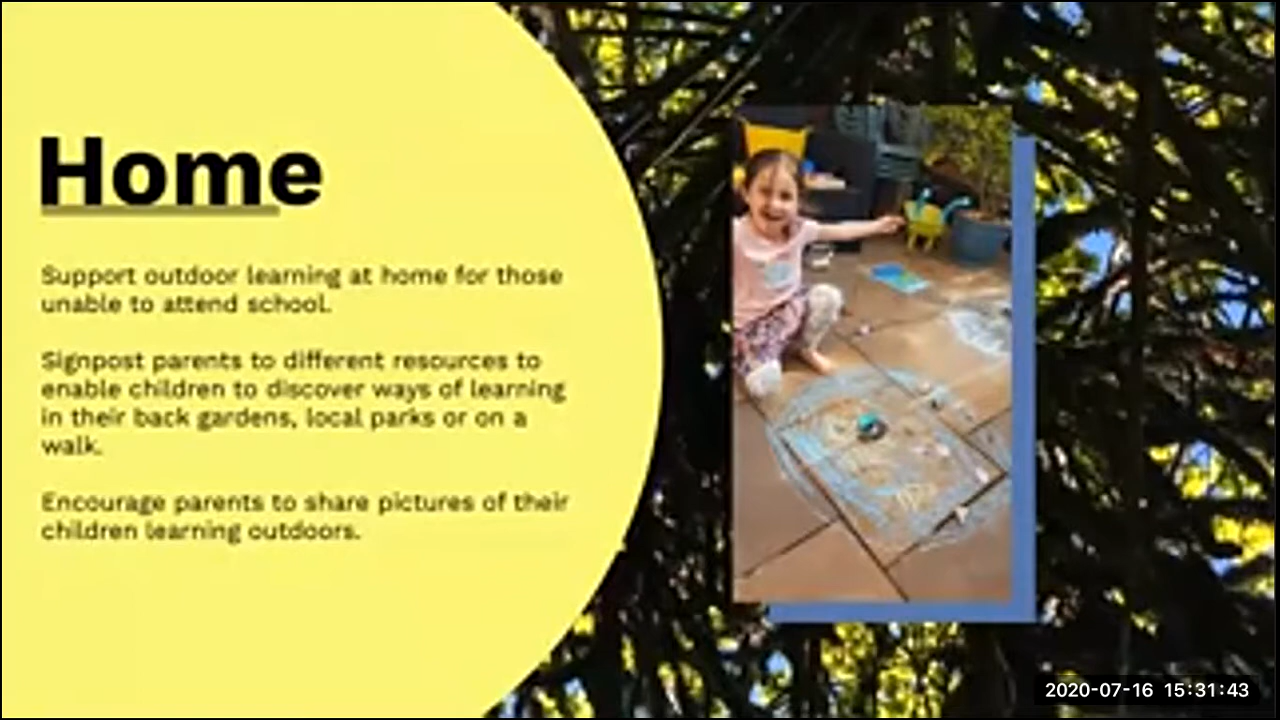 Home
Support outdoor learning at home for those
unable to attend school.
Signpost parents to different resources to
enable children to discover ways of learning
in their back gardens, local parks or on a
walk.
Encourage parents to share pictures of their
children learning outdoors.
2020-07-16 15:31:43